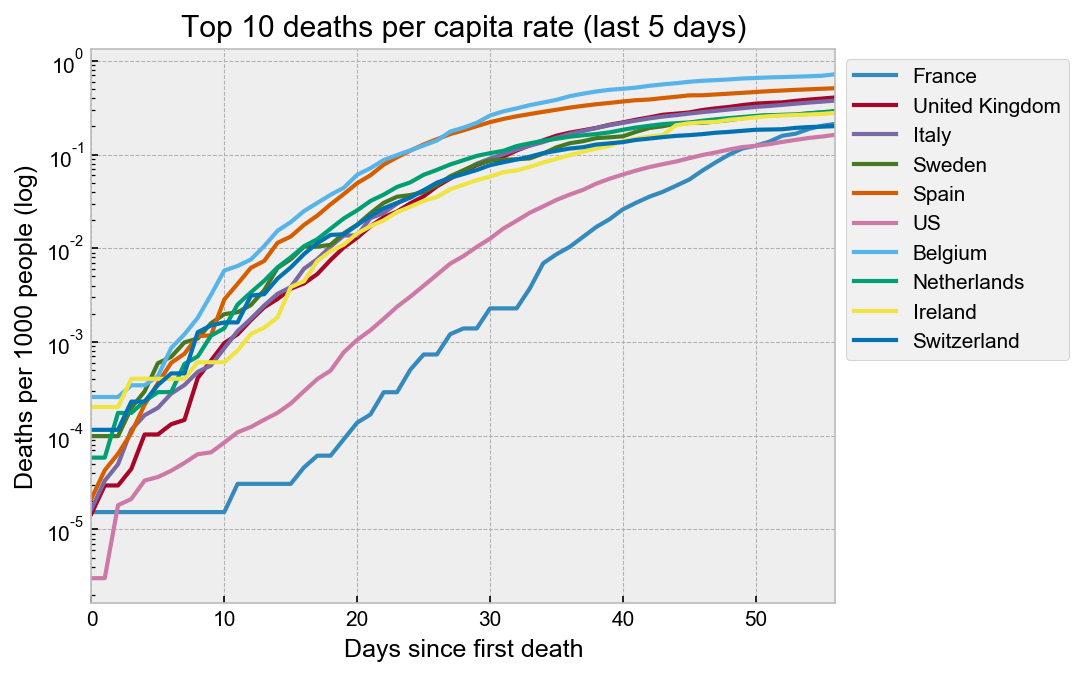 Top 10 deaths per capita rate (last 5 days)
Deaths per 1000 people (log)
10^0
10^-1
10^-2
10^-3
10^-4
10^-5
0 10 20 30 40 50
Days since first death
France
United Kingdom
Italy
Sweden
Spain
US
Belgium
Netherlands
Ireland
Switzerland